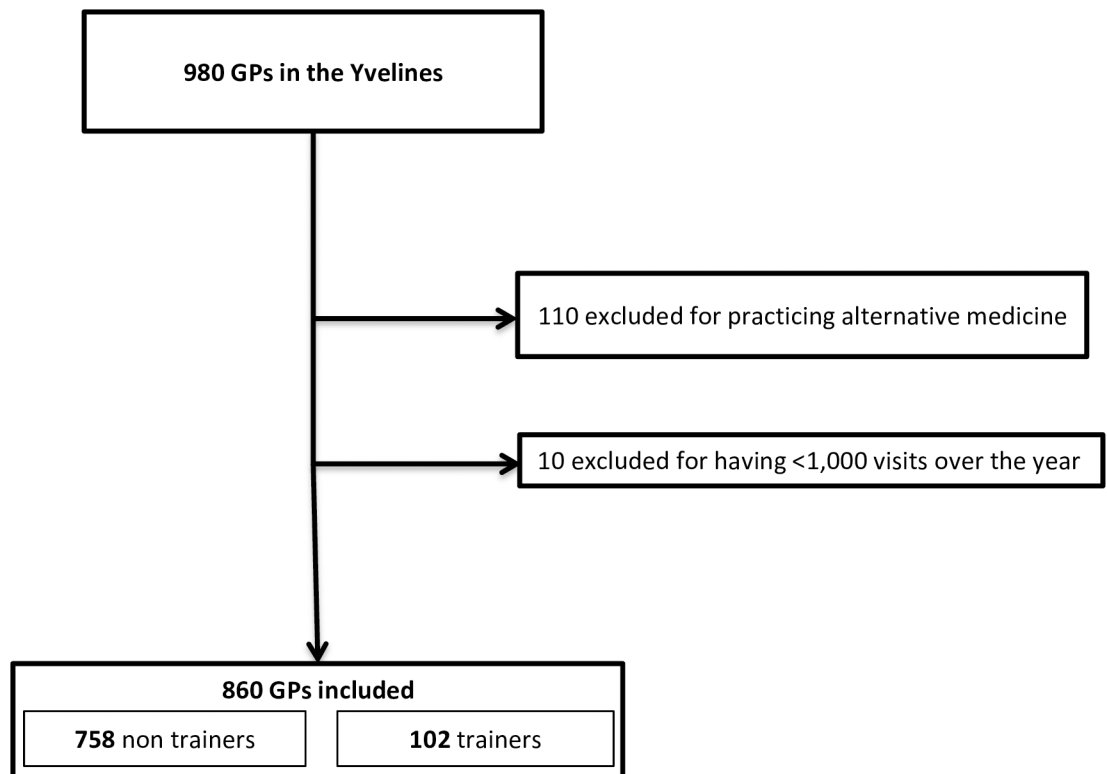 980 GPs in the Yvelines
110 excluded for practicing alternative medicine
10 excluded for having <1,000 visits over the year
860 GPs included
758 non trainers
102 trainers